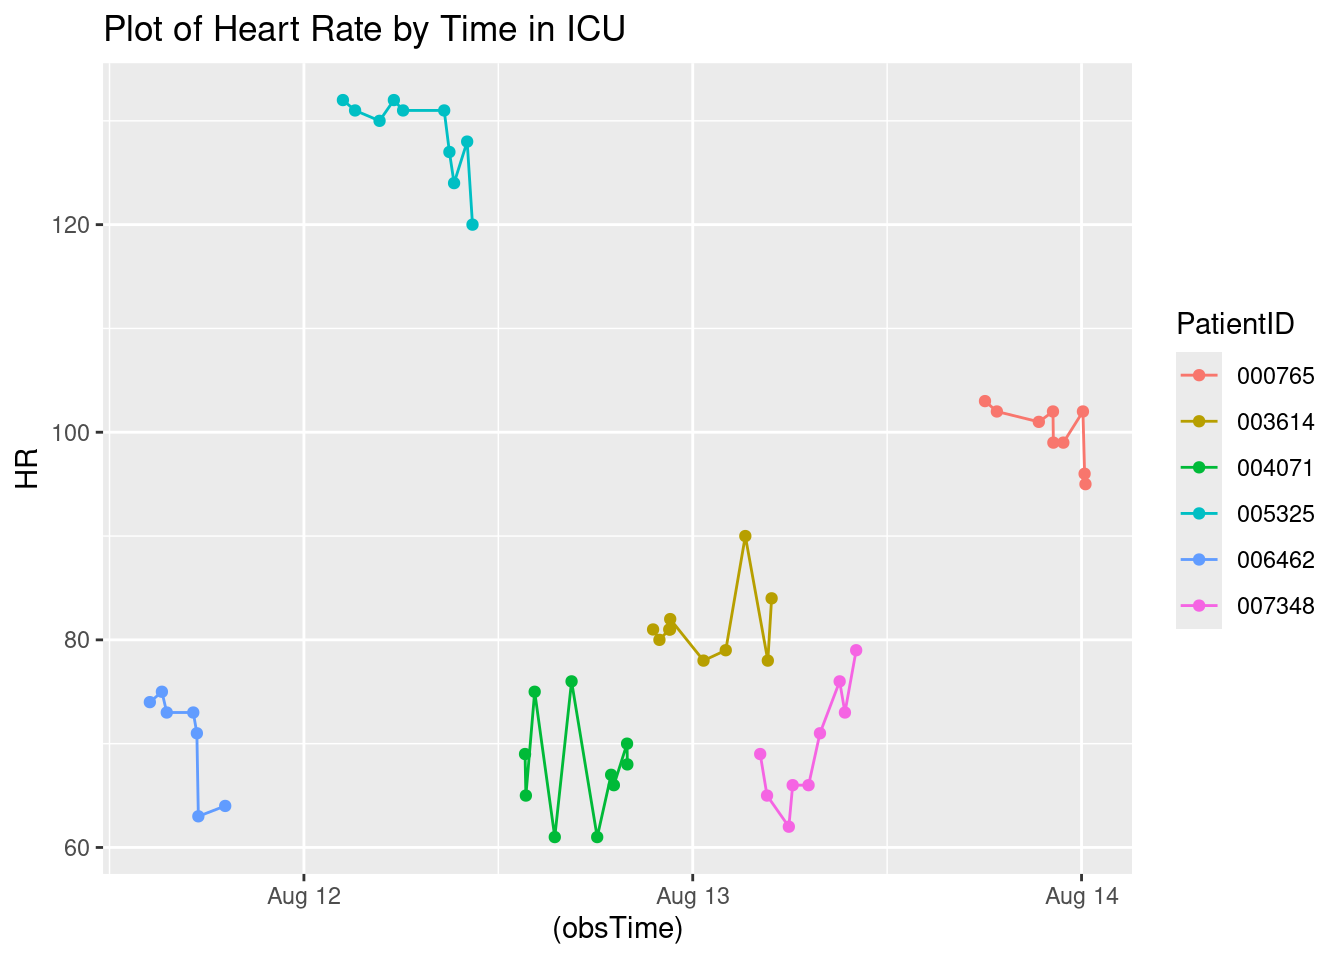 Plot of Heart Rate by Time in ICU
120
100
80
60
HR
Aug 12
Aug 13
Aug 14
(obsTime)
PatientID
000765
003614
004071
005325
006462
007348